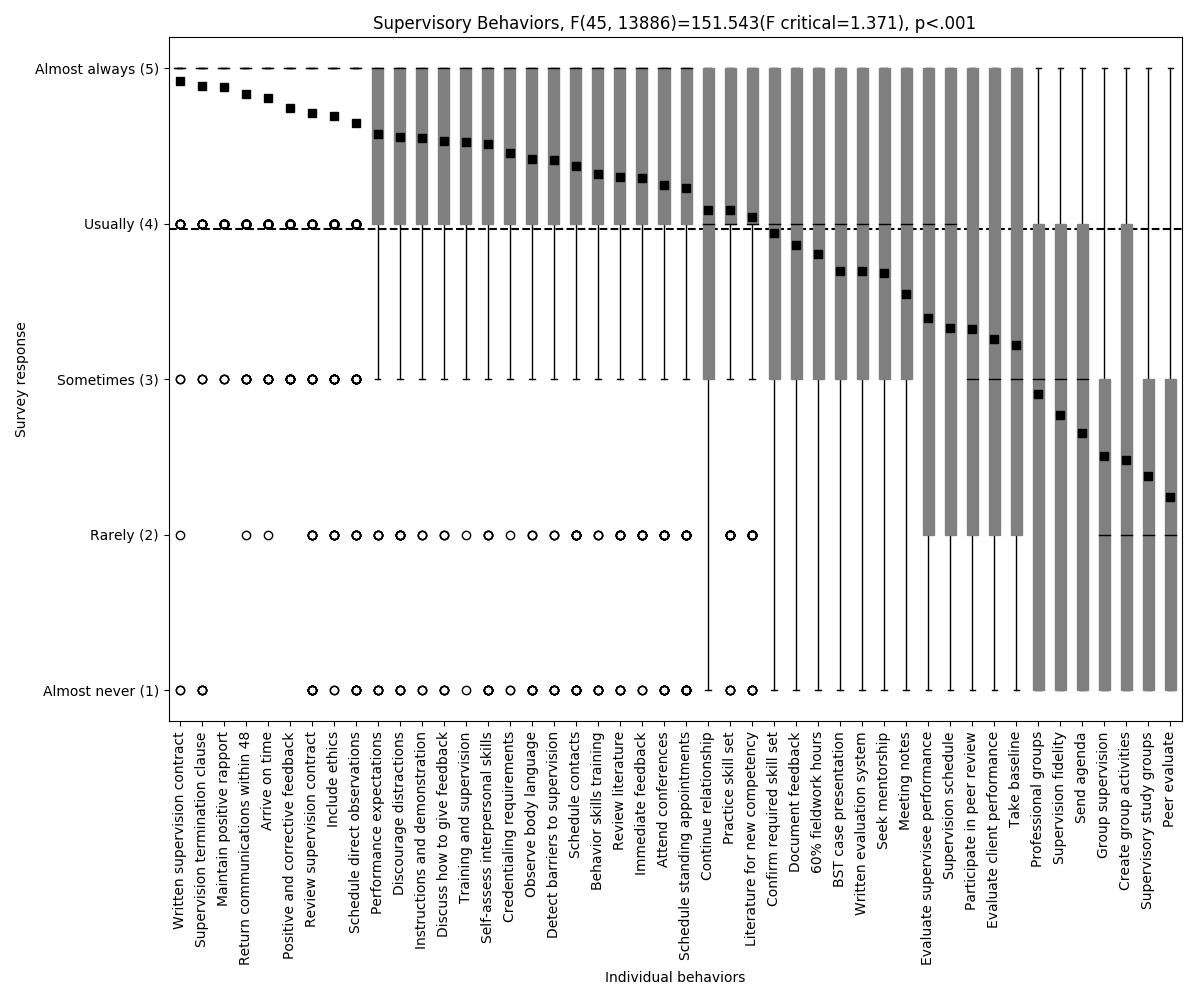 Supervisory Behaviors, F(45, 13886)=151.543(F critical=1.371), p<.001
Almost always (5)
Usually (4)
Sometimes (3)
Rarely (2)
Almost never (1)
Survey response
Written supervision contract
Supervision termination clause
Maintain positive rapport
Return communications within 48
Arrive on time
Positive and corrective feedback
Review supervision contract
Include ethics
Schedule direct observations
Performance expectations
Discourage distractions
Instructions and demonstration
Discuss how to give feedback
Training and supervision
Self-assess interpersonal skills
Credentialing requirements
Observe body language
Detect barriers to supervision
Schedule contacts
Behavior skills training
Review literature
Immediate feedback
Attend conferences
Schedule standing appointments
Continue relationship
Practice skill set
Literature for new competency
Confirm required skill set
Document feedback
60% fieldwork hours
BST case presentation
Written evaluation system
Seek mentorship
Meeting notes
Evaluate supervisee performance
Supervision schedule
Participate in peer review
Evaluate client performance
Take baseline
Professional groups
Supervision fidelity
Send agenda
Group supervision
Create group activities
Supervisory study groups
Peer evaluate
Individual behaviors